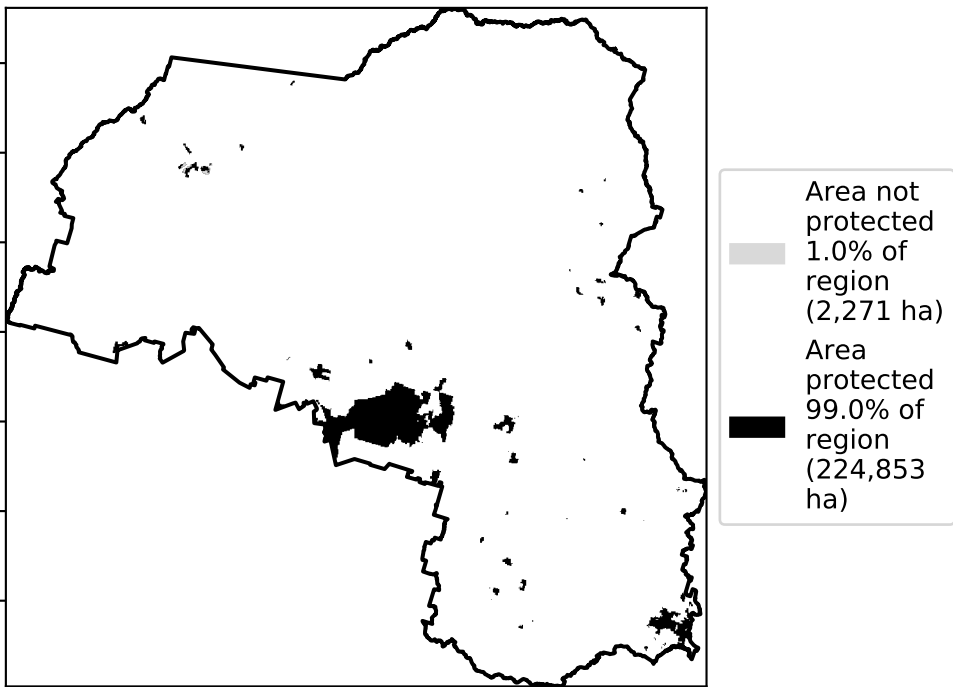 Area not
protected
1.0% of
region
(2,271 ha)
Area
protected
99.0% of
region
(224,853
ha)